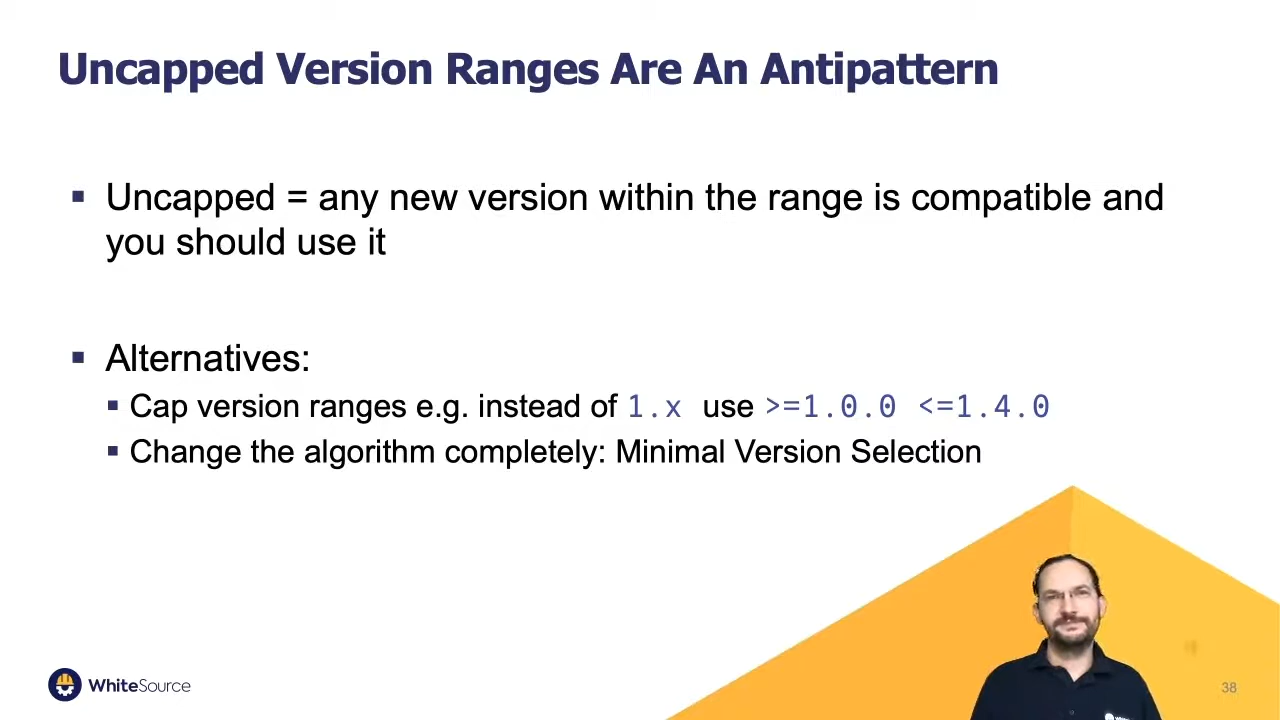 Uncapped Version Ranges Are An Antipattern
▪ Uncapped = any new version within the range is compatible and
you should use it
▪ Alternatives:
▪ Cap version ranges e.g. instead of 1.x use >=1.0.0 <=1.4.0
▪ Change the algorithm completely: Minimal Version Selection
WhiteSource
38